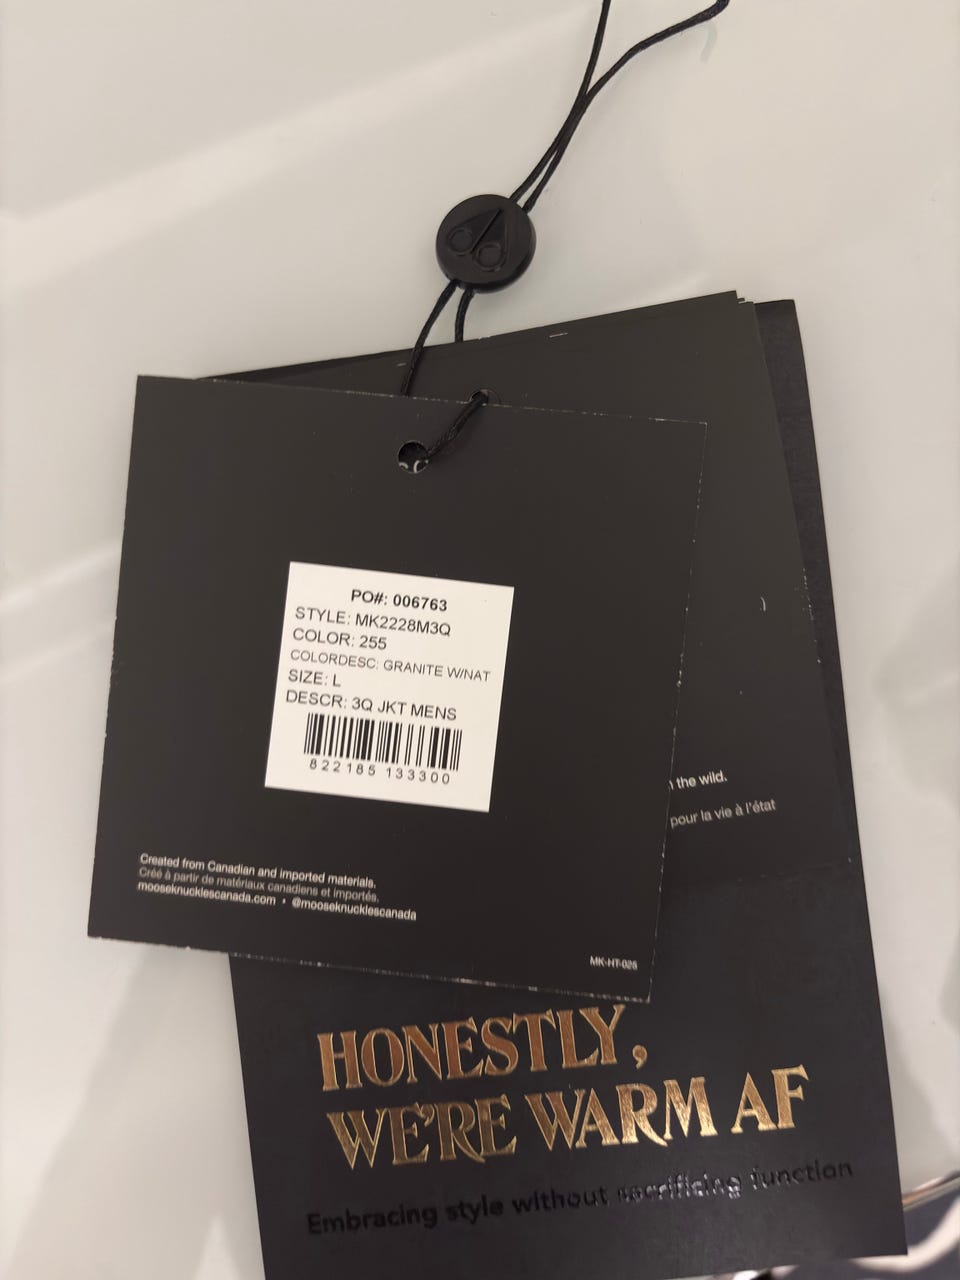 PO#: 006763
STYLE: MK2228M3Q
COLOR: 255
COLORDESC: GRANITE W/NAT
SIZE: L
DESCR: 3Q JKT MENS
822185 133300
the wild.
pour la vie à l'état
Created from Canadian and imported materials.
Créé à partir de matériaux canadiens et importés.
mooseknucklescanada.com • @mooseknucklescanada
MK-HT-025
HONESTLY,
WE'RE WARM AF
Embracing style without sacrificing function